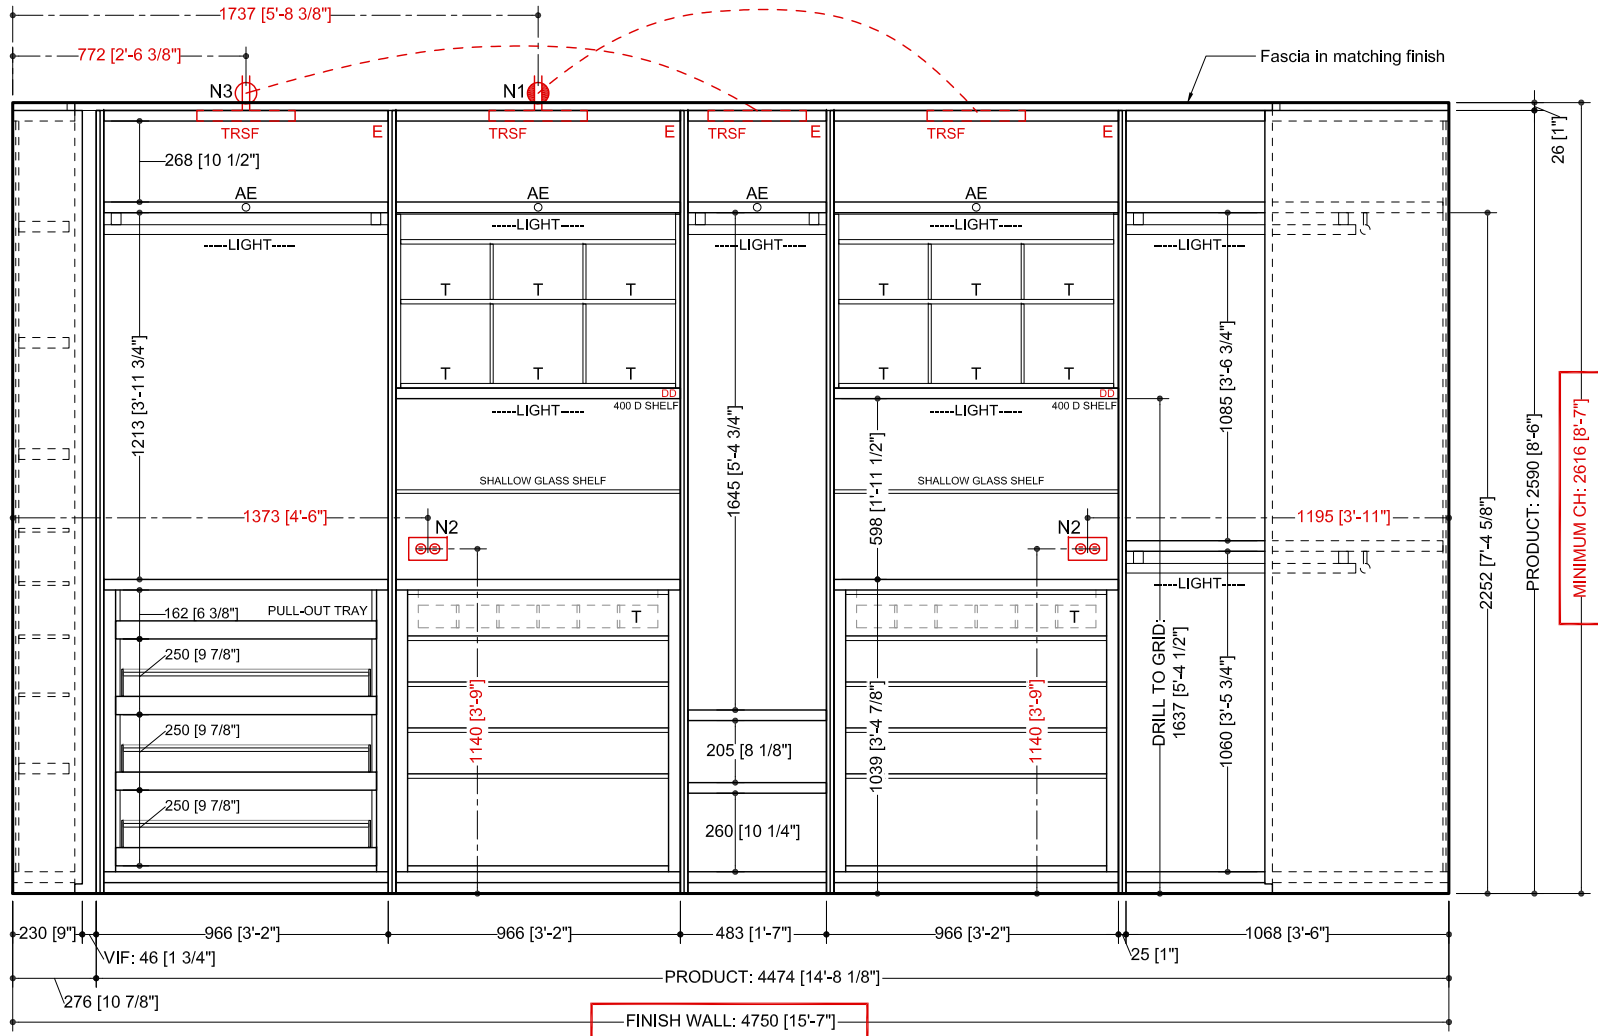 1737 [5'-8 3/8"]
772 [2'-6 3/8"]
Fascia in matching finish
N3
N1
TRSF
E
TRSF
E
TRSF
TRSF
E
26 [1"]
268 [10 1/2"]
AE
AE
AE
AE
-----LIGHT-----
-----LIGHT-----
-----LIGHT-----
-----LIGHT-----
-----LIGHT-----
T
T
T
T
T
T
T
T
T
T
T
T
1213 [3'-11 3/4"]
1645 [5'-4 3/4"]
1085 [3'-6 3/4"]
DD
400 D SHELF
DD
400 D SHELF
-----LIGHT-----
-----LIGHT-----
598 [1'-11 1/2"]
SHALLOW GLASS SHELF
SHALLOW GLASS SHELF
1373 [4'-6"]
N2
N2
1195 [3'-11"]
2252 [7'-4 5/8"]
PRODUCT: 2590 [8'-6"]
MINIMUM CH: 2616 [8'-7"]
-----LIGHT-----
162 [6 3/8"]
PULL-OUT TRAY
T
T
250 [9 7/8"]
250 [9 7/8"]
250 [9 7/8"]
1140 [3'-9"]
205 [8 1/8"]
260 [10 1/4"]
1039 [3'-4 7/8"]
1140 [3'-9"]
DRILL TO GRID:
1637 [5'-4 1/2"]
1060 [3'-5 3/4"]
230 [9"]
966 [3'-2"]
966 [3'-2"]
483 [1'-7"]
966 [3'-2"]
1068 [3'-6"]
VIF: 46 [1 3/4"]
25 [1"]
PRODUCT: 4474 [14'-8 1/8"]
276 [10 7/8"]
FINISH WALL: 4750 [15'-7"]